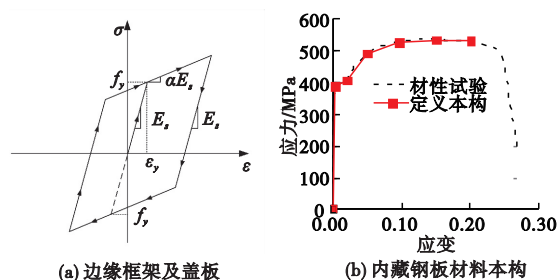 σ
f_y
αE_s
E_s
E_s
ε_y
ε
f_y
(a) 边缘框架及盖板
应力/MPa
600
500
400
300
200
100
0
材性试验
定义本构
0.00
0.10
0.20
0.30
应变
(b) 内藏钢板材料本构